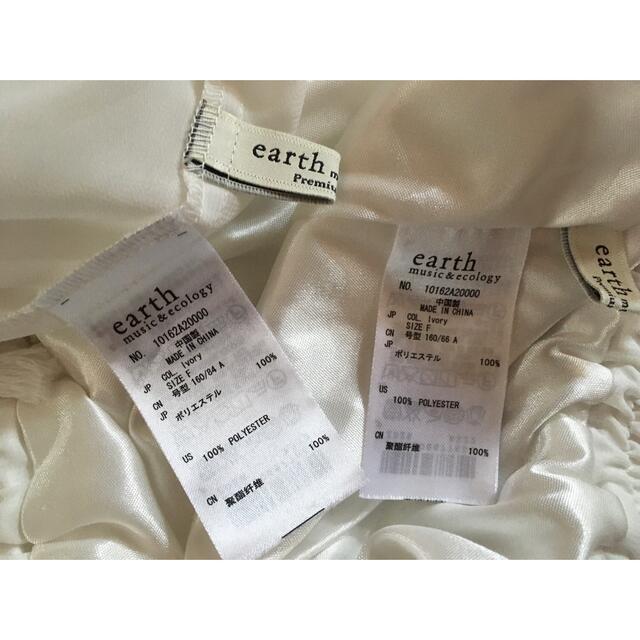 earth
Premi
earth
music & ecology
NO. 10162A20000
中国製
MADE IN CHINA
JP COL. Ivory
SIZE F
CN 号型 160/84 A
JP ポリエステル 100%
US 100% POLYESTER
CN 聚酯纤维 100%
earth
music & ecology
NO. 10162A20000
中国製
MADE IN CHINA
JP COL. Ivory
SIZE F
CN 号型 160/66 A
JP ポリエステル 100%
US 100% POLYESTER
CN 聚酯纤维 100%
earth